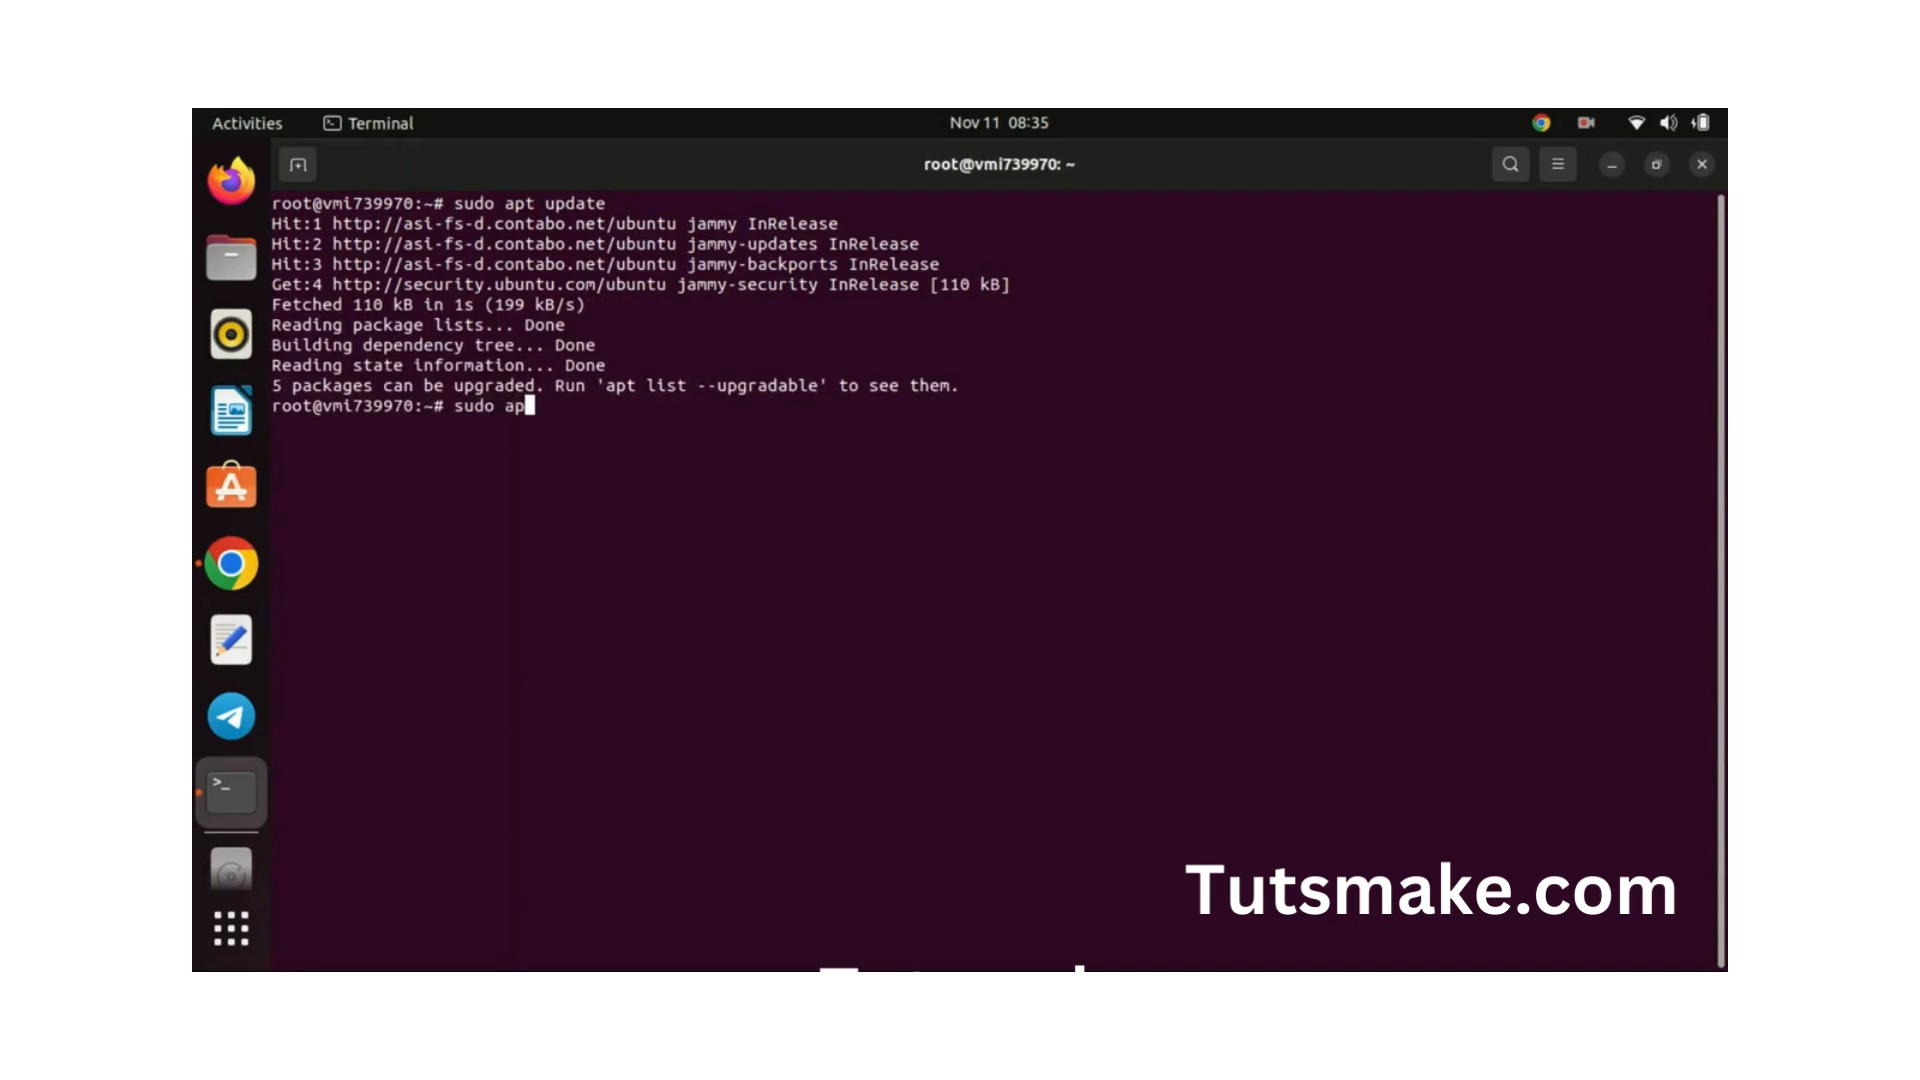 Activities Terminal Nov 11 08:35
root@vmi739970: ~
root@vmi739970:~# sudo apt update
Hit:1 http://asi-fs-d.contabo.net/ubuntu jammy InRelease
Hit:2 http://asi-fs-d.contabo.net/ubuntu jammy-updates InRelease
Hit:3 http://asi-fs-d.contabo.net/ubuntu jammy-backports InRelease
Get:4 http://security.ubuntu.com/ubuntu jammy-security InRelease [110 kB]
Fetched 110 kB in 1s (199 kB/s)
Reading package lists... Done
Building dependency tree... Done
Reading state information... Done
5 packages can be upgraded. Run 'apt list --upgradable' to see them.
root@vmi739970:~# sudo ap
Tutsmake.com